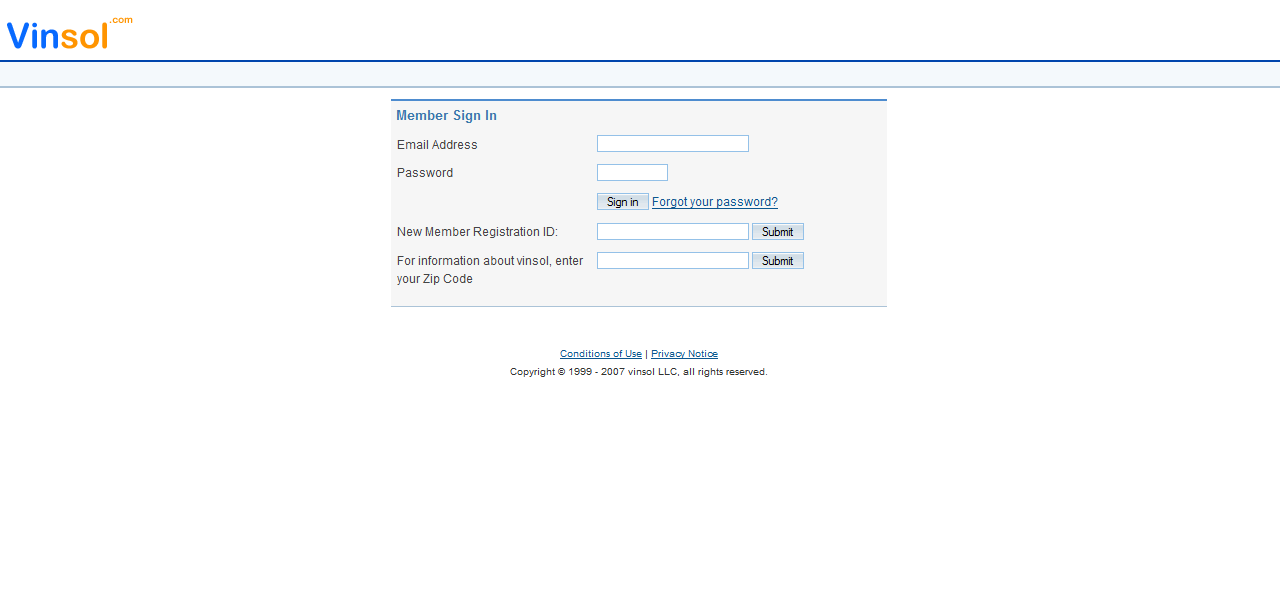 Vinsol.com
Member Sign In
Email Address
Password
Sign in Forgot your password?
New Member Registration ID: Submit
For information about vinsol, enter Submit
your Zip Code
Conditions of Use | Privacy Notice
Copyright © 1999 - 2007 vinsol LLC, all rights reserved.